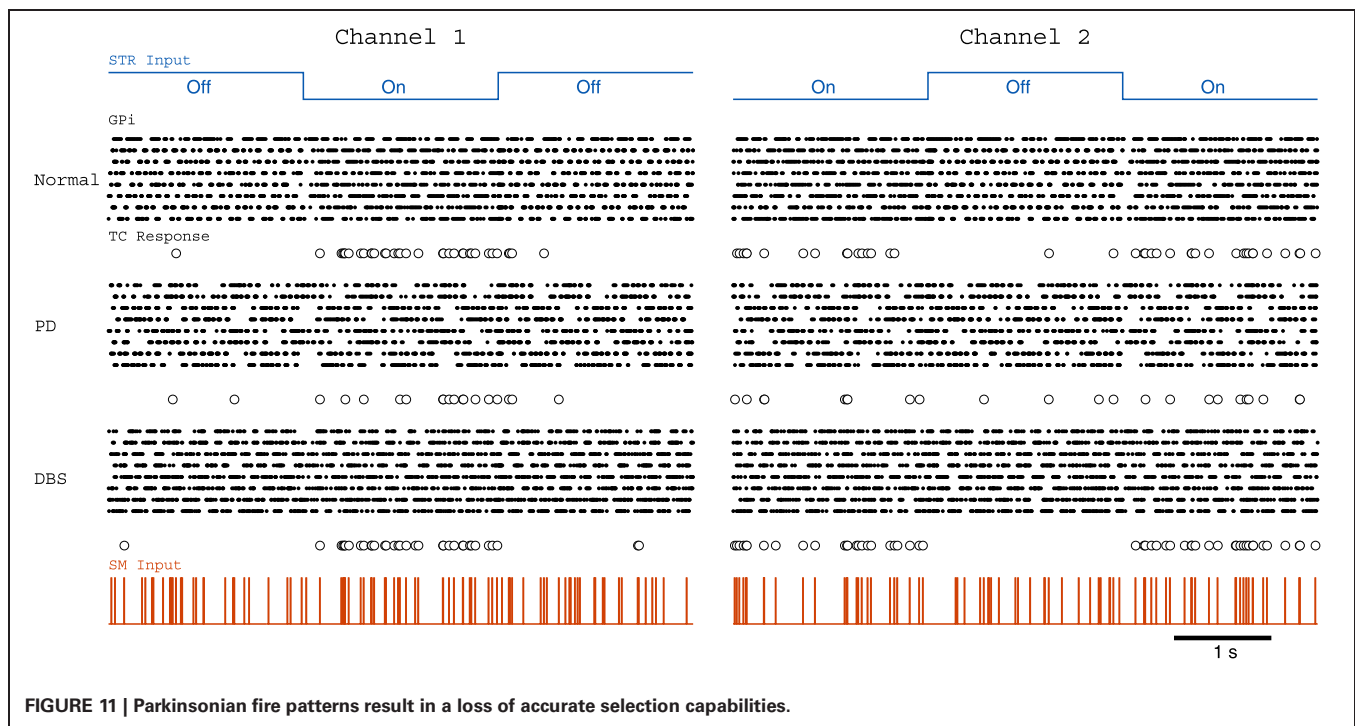 Channel 1
Channel 2
STR Input
Off
On
Off
On
Off
On
GPi
Normal
TC Response
PD
DBS
SM Input
1 s
FIGURE 11 | Parkinsonian fire patterns result in a loss of accurate selection capabilities.